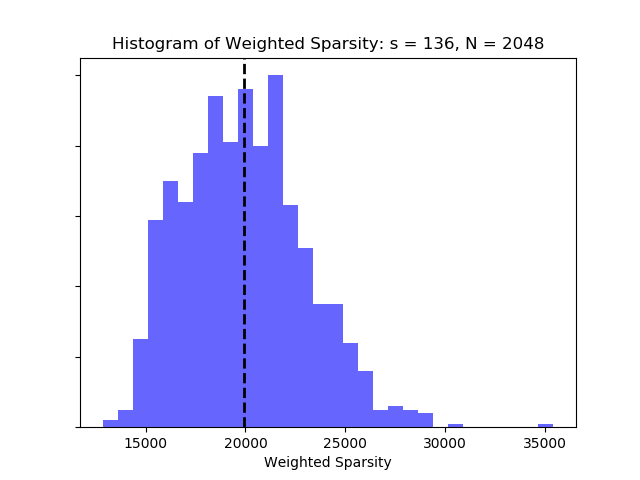 Histogram of Weighted Sparsity: s = 136, N = 2048
15000 20000 25000 30000 35000
Weighted Sparsity